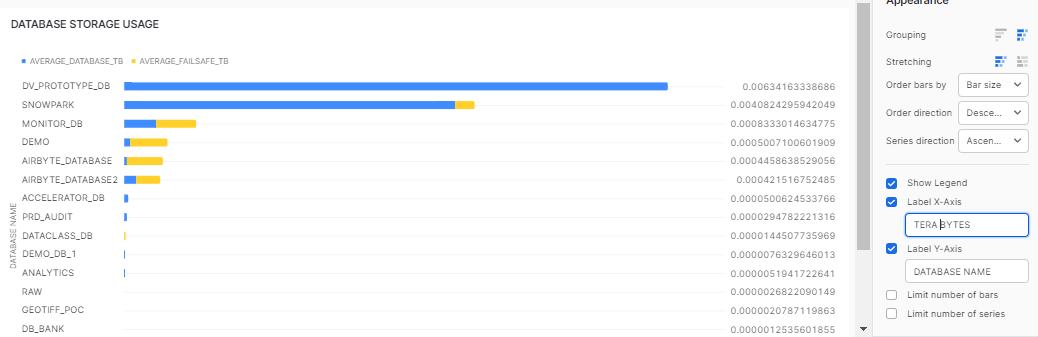 DATABASE STORAGE USAGE
AVERAGE_DATABASE_TB AVERAGE_FAILSAFE_TB
DATABASE NAME
DV_PROTOTYPE_DB 0.00634163338686
SNOWPARK 0.0040824295942049
MONITOR_DB 0.0008333014634775
DEMO 0.0005007100601909
AIRBYTE_DATABASE 0.0004458638529056
AIRBYTE_DATABASE2 0.000421516752485
ACCELERATOR_DB 0.0000500624533766
PRD_AUDIT 0.0000294782221316
DATACLASS_DB 0.0000144507735969
DEMO_DB_1 0.0000076329646013
ANALYTICS 0.0000051941722641
RAW 0.0000026822090149
GEOTIFF_POC 0.0000020787119863
DB_BANK 0.0000012535601855
Appearance
Grouping
Stretching
Order bars by Bar size
Order direction Desce...
Series direction Ascen...
Show Legend
Label X-Axis
TERA BYTES
Label Y-Axis
DATABASE NAME
Limit number of bars
Limit number of series